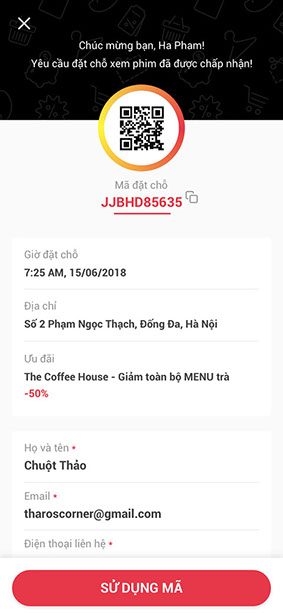 Chúc mừng bạn, Ha Pham!
Yêu cầu đặt chỗ xem phim đã được chấp nhận!
Mã đặt chỗ
JJBHD85635
Giờ đặt chỗ
7:25 AM, 15/06/2018
Địa chỉ
Số 2 Phạm Ngọc Thạch, Đống Đa, Hà Nội
Ưu đãi
The Coffee House - Giảm toàn bộ MENU trà
-50%
Họ và tên *
Chuột Thảo
Email *
tharoscorner@gmail.com
Điện thoại liên hệ *
SỬ DỤNG MÃ